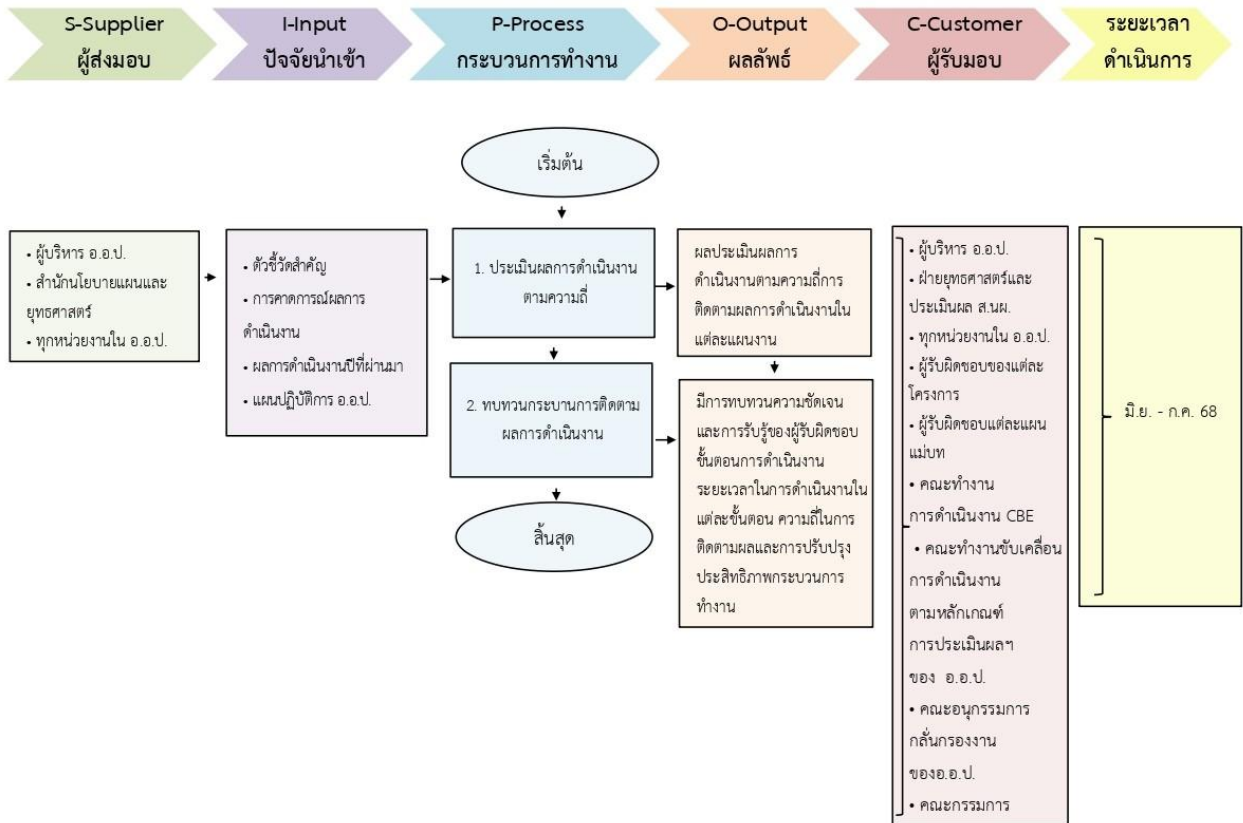 S-Supplier
ผู้ส่งมอบ
I-Input
ปัจจัยนำเข้า
P-Process
กระบวนการทำงาน
O-Output
ผลลัพธ์
C-Customer
ผู้รับมอบ
ระยะเวลา
ดำเนินการ
เริ่มต้น
• ผู้บริหาร อ.อ.ป.
• สำนักนโยบายแผนและ
ยุทธศาสตร์
• ทุกหน่วยงานใน อ.อ.ป.
• ตัวชี้วัดสำคัญ
• การคาดการณ์ผลการ
ดำเนินงาน
• ผลการดำเนินงานปีที่ผ่านมา
• แผนปฏิบัติการ อ.อ.ป.
1. ประเมินผลการดำเนินงาน
ตามความถี่
2. ทบทวนกระบานการติดตาม
ผลการดำเนินงาน
สิ้นสุด
ผลประเมินผลการ
ดำเนินงานตามความถี่การ
ติดตามผลการดำเนินงานใน
แต่ละแผนงาน
มีการทบทวนความชัดเจน
และการรับรู้ของผู้รับผิดชอบ
ขั้นตอนการดำเนินงาน
ระยะเวลาในการดำเนินงานใน
แต่ละขั้นตอน ความถี่ในการ
ติดตามผลและการปรับปรุง
ประสิทธิภาพกระบวนการ
ทำงาน
• ผู้บริหาร อ.อ.ป.
• ฝ่ายยุทธศาสตร์และ
ประเมินผล ส.นผ.
• ทุกหน่วยงานใน อ.อ.ป.
• ผู้รับผิดชอบของแต่ละ
โครงการ
• ผู้รับผิดชอบแต่ละแผน
แม่บท
• คณะทำงาน
การดำเนินงาน CBE
• คณะทำงานขับเคลื่อน
การดำเนินงาน
ตามหลักเกณฑ์
การประเมินผลฯ
ของ อ.อ.ป.
• คณะอนุกรรมการ
กลั่นกรองงาน
ของอ.อ.ป.
• คณะกรรมการ
มิ.ย. - ก.ค. 68